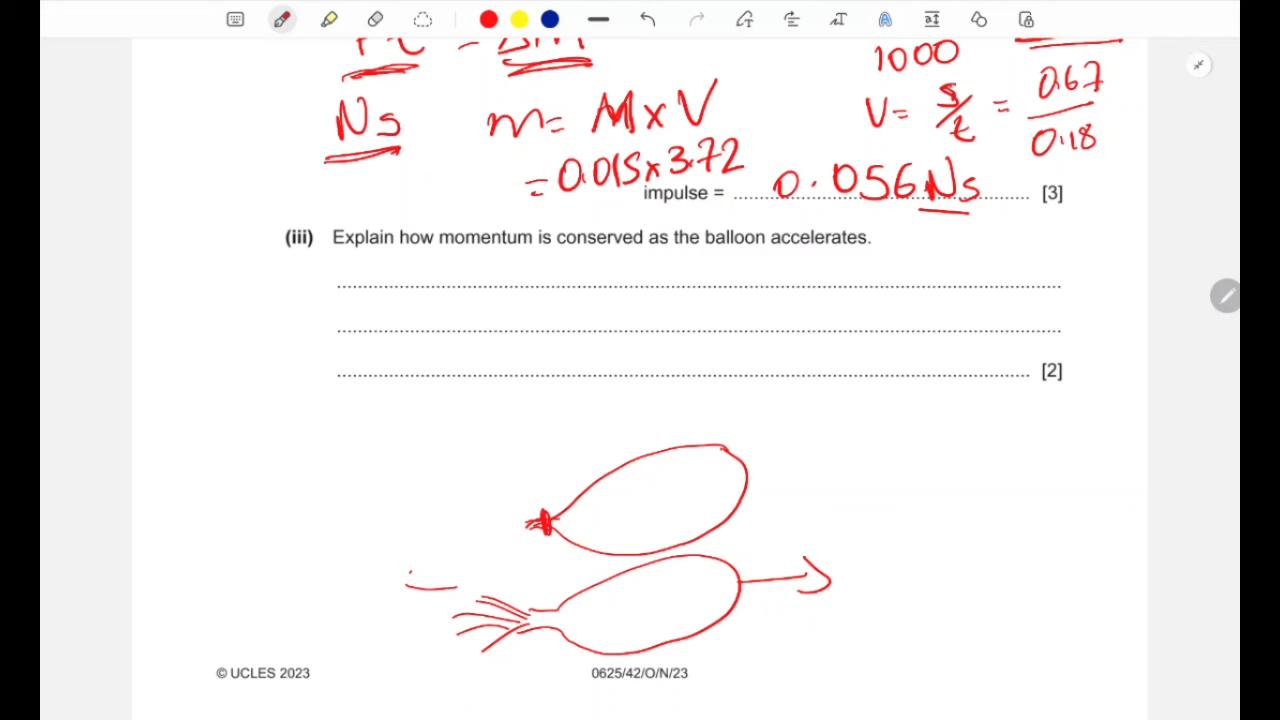 1000
Ns m = M x V V = s/t = 0.67/0.18
= 0.015 x 3.72
impulse = .......... 0.056 Ns .......... [3]
(iii) Explain how momentum is conserved as the balloon accelerates.
[2]
© UCLES 2023 0625/42/O/N/23